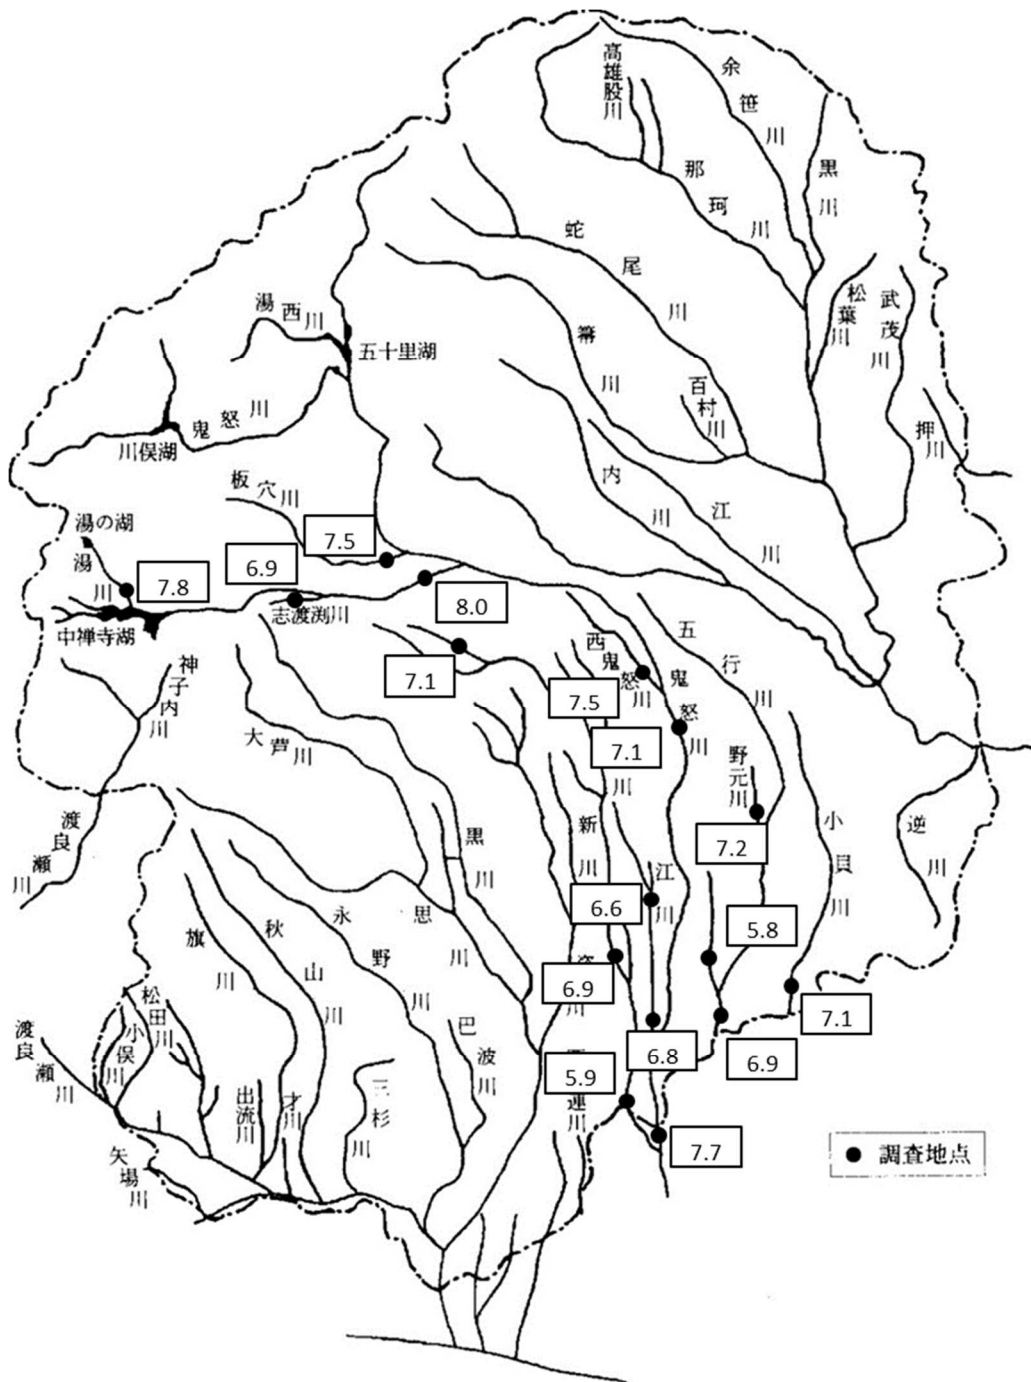 高雄股川
余笹川
黒川
那珂川
蛇尾川
松葉川
武茂川
湯西川
五十里湖
箒川
百村川
押川
鬼怒川
川俣湖
板穴川
内川
江川
湯の湖
湯川
7.8
6.9
7.5
8.0
志渡渕川
中禅寺湖
神子内川
7.1
西鬼怒川
7.5
7.1
鬼怒川
五行川
野元川
7.2
大芦川
渡良瀬川
黒川
新川
小貝川
逆川
6.6
江川
5.8
旗川
秋山川
永野川
思川
6.9
川
7.1
松田川
小俣川
渡良瀬川
巴波川
6.8
6.9
5.9
連川
出流川
才川
三杉川
矢場川
7.7
調査地点